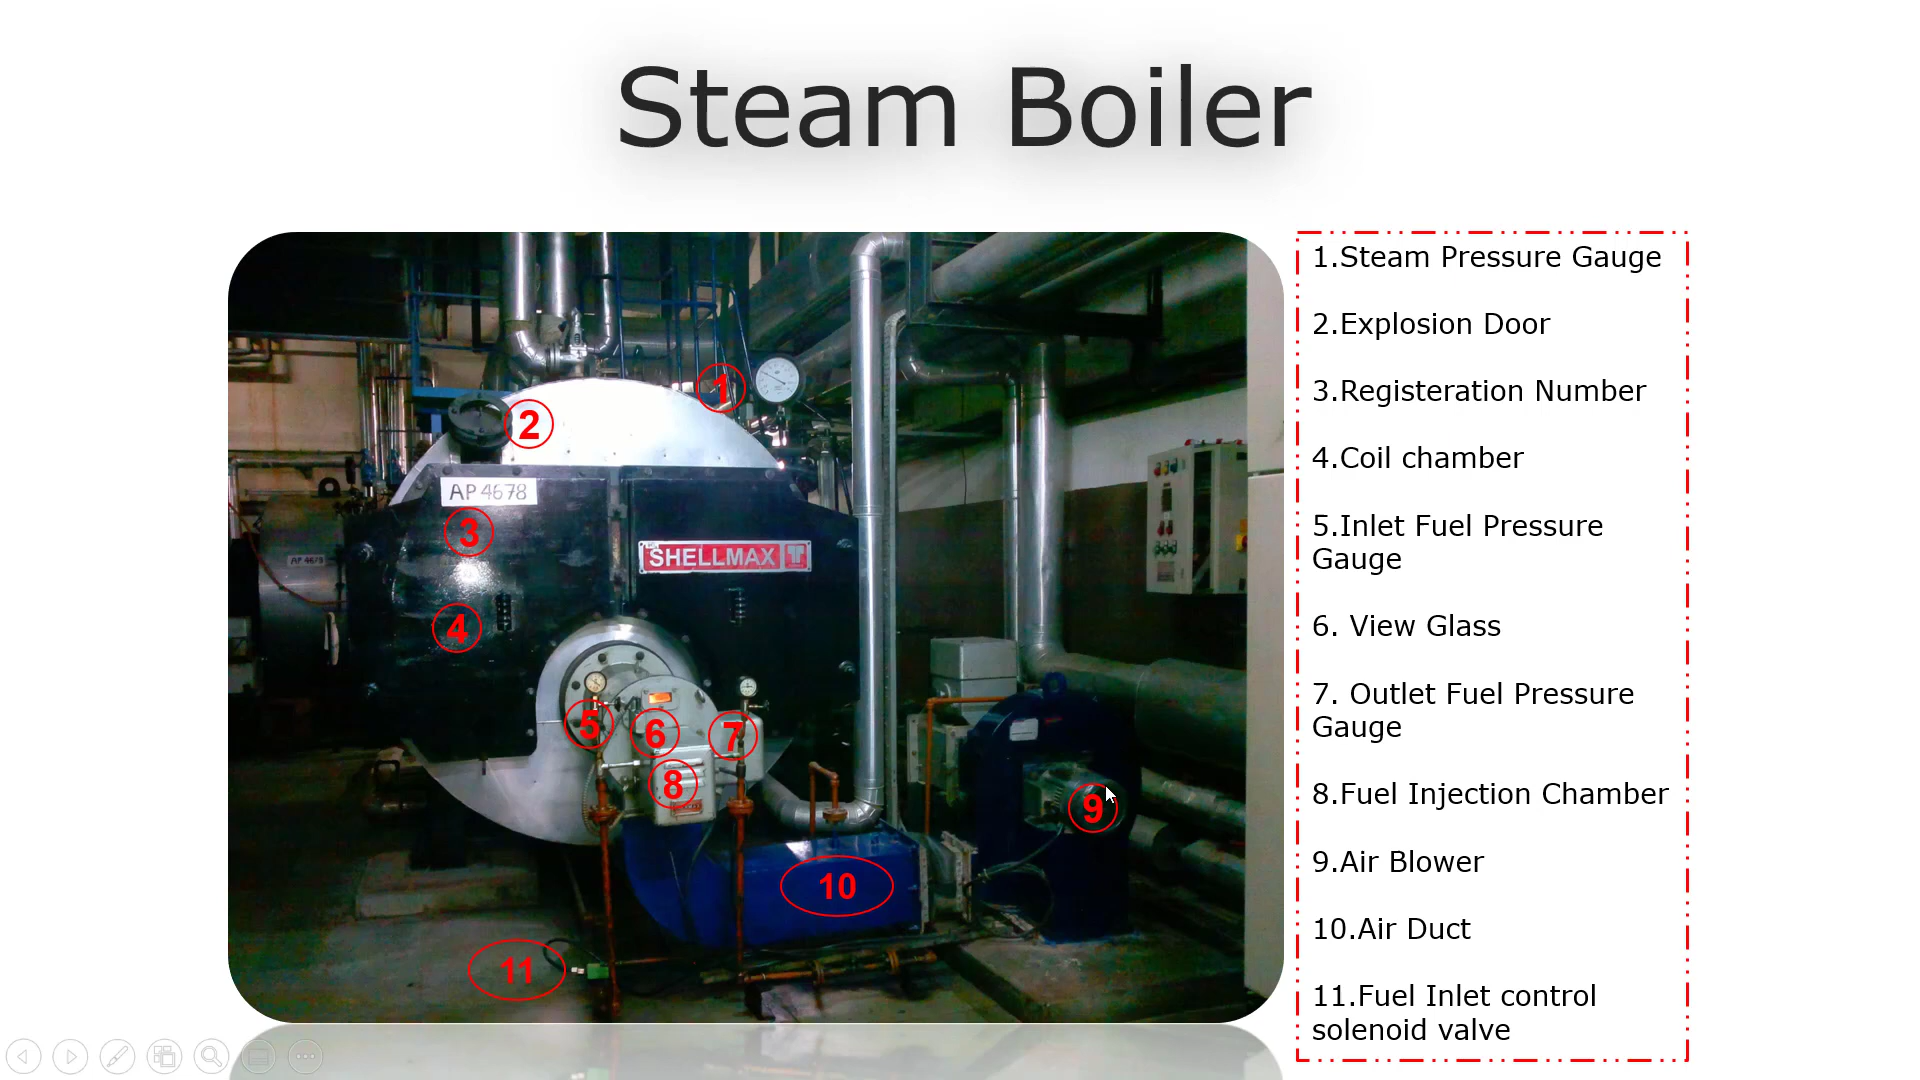 Steam Boiler
1.Steam Pressure Gauge
2.Explosion Door
3.Registeration Number
4.Coil chamber
5.Inlet Fuel Pressure
Gauge
6. View Glass
7. Outlet Fuel Pressure
Gauge
8.Fuel Injection Chamber
9.Air Blower
10.Air Duct
11.Fuel Inlet control
solenoid valve
1
2
AP 4678
3
SHELLMAX
4
5
6
7
8
9
10
11